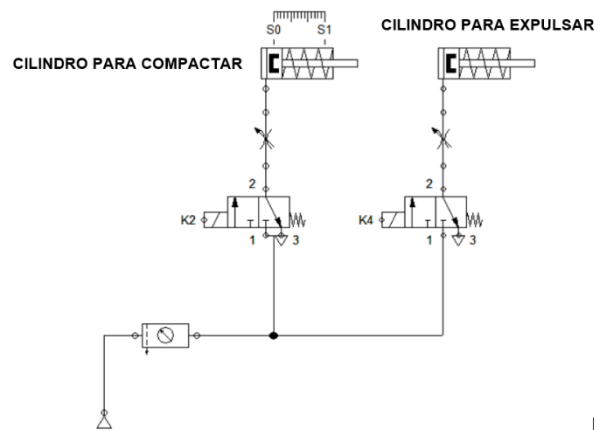 S0 S1
CILINDRO PARA EXPULSAR
CILINDRO PARA COMPACTAR
2 2
K2 K4
1 3 1 3